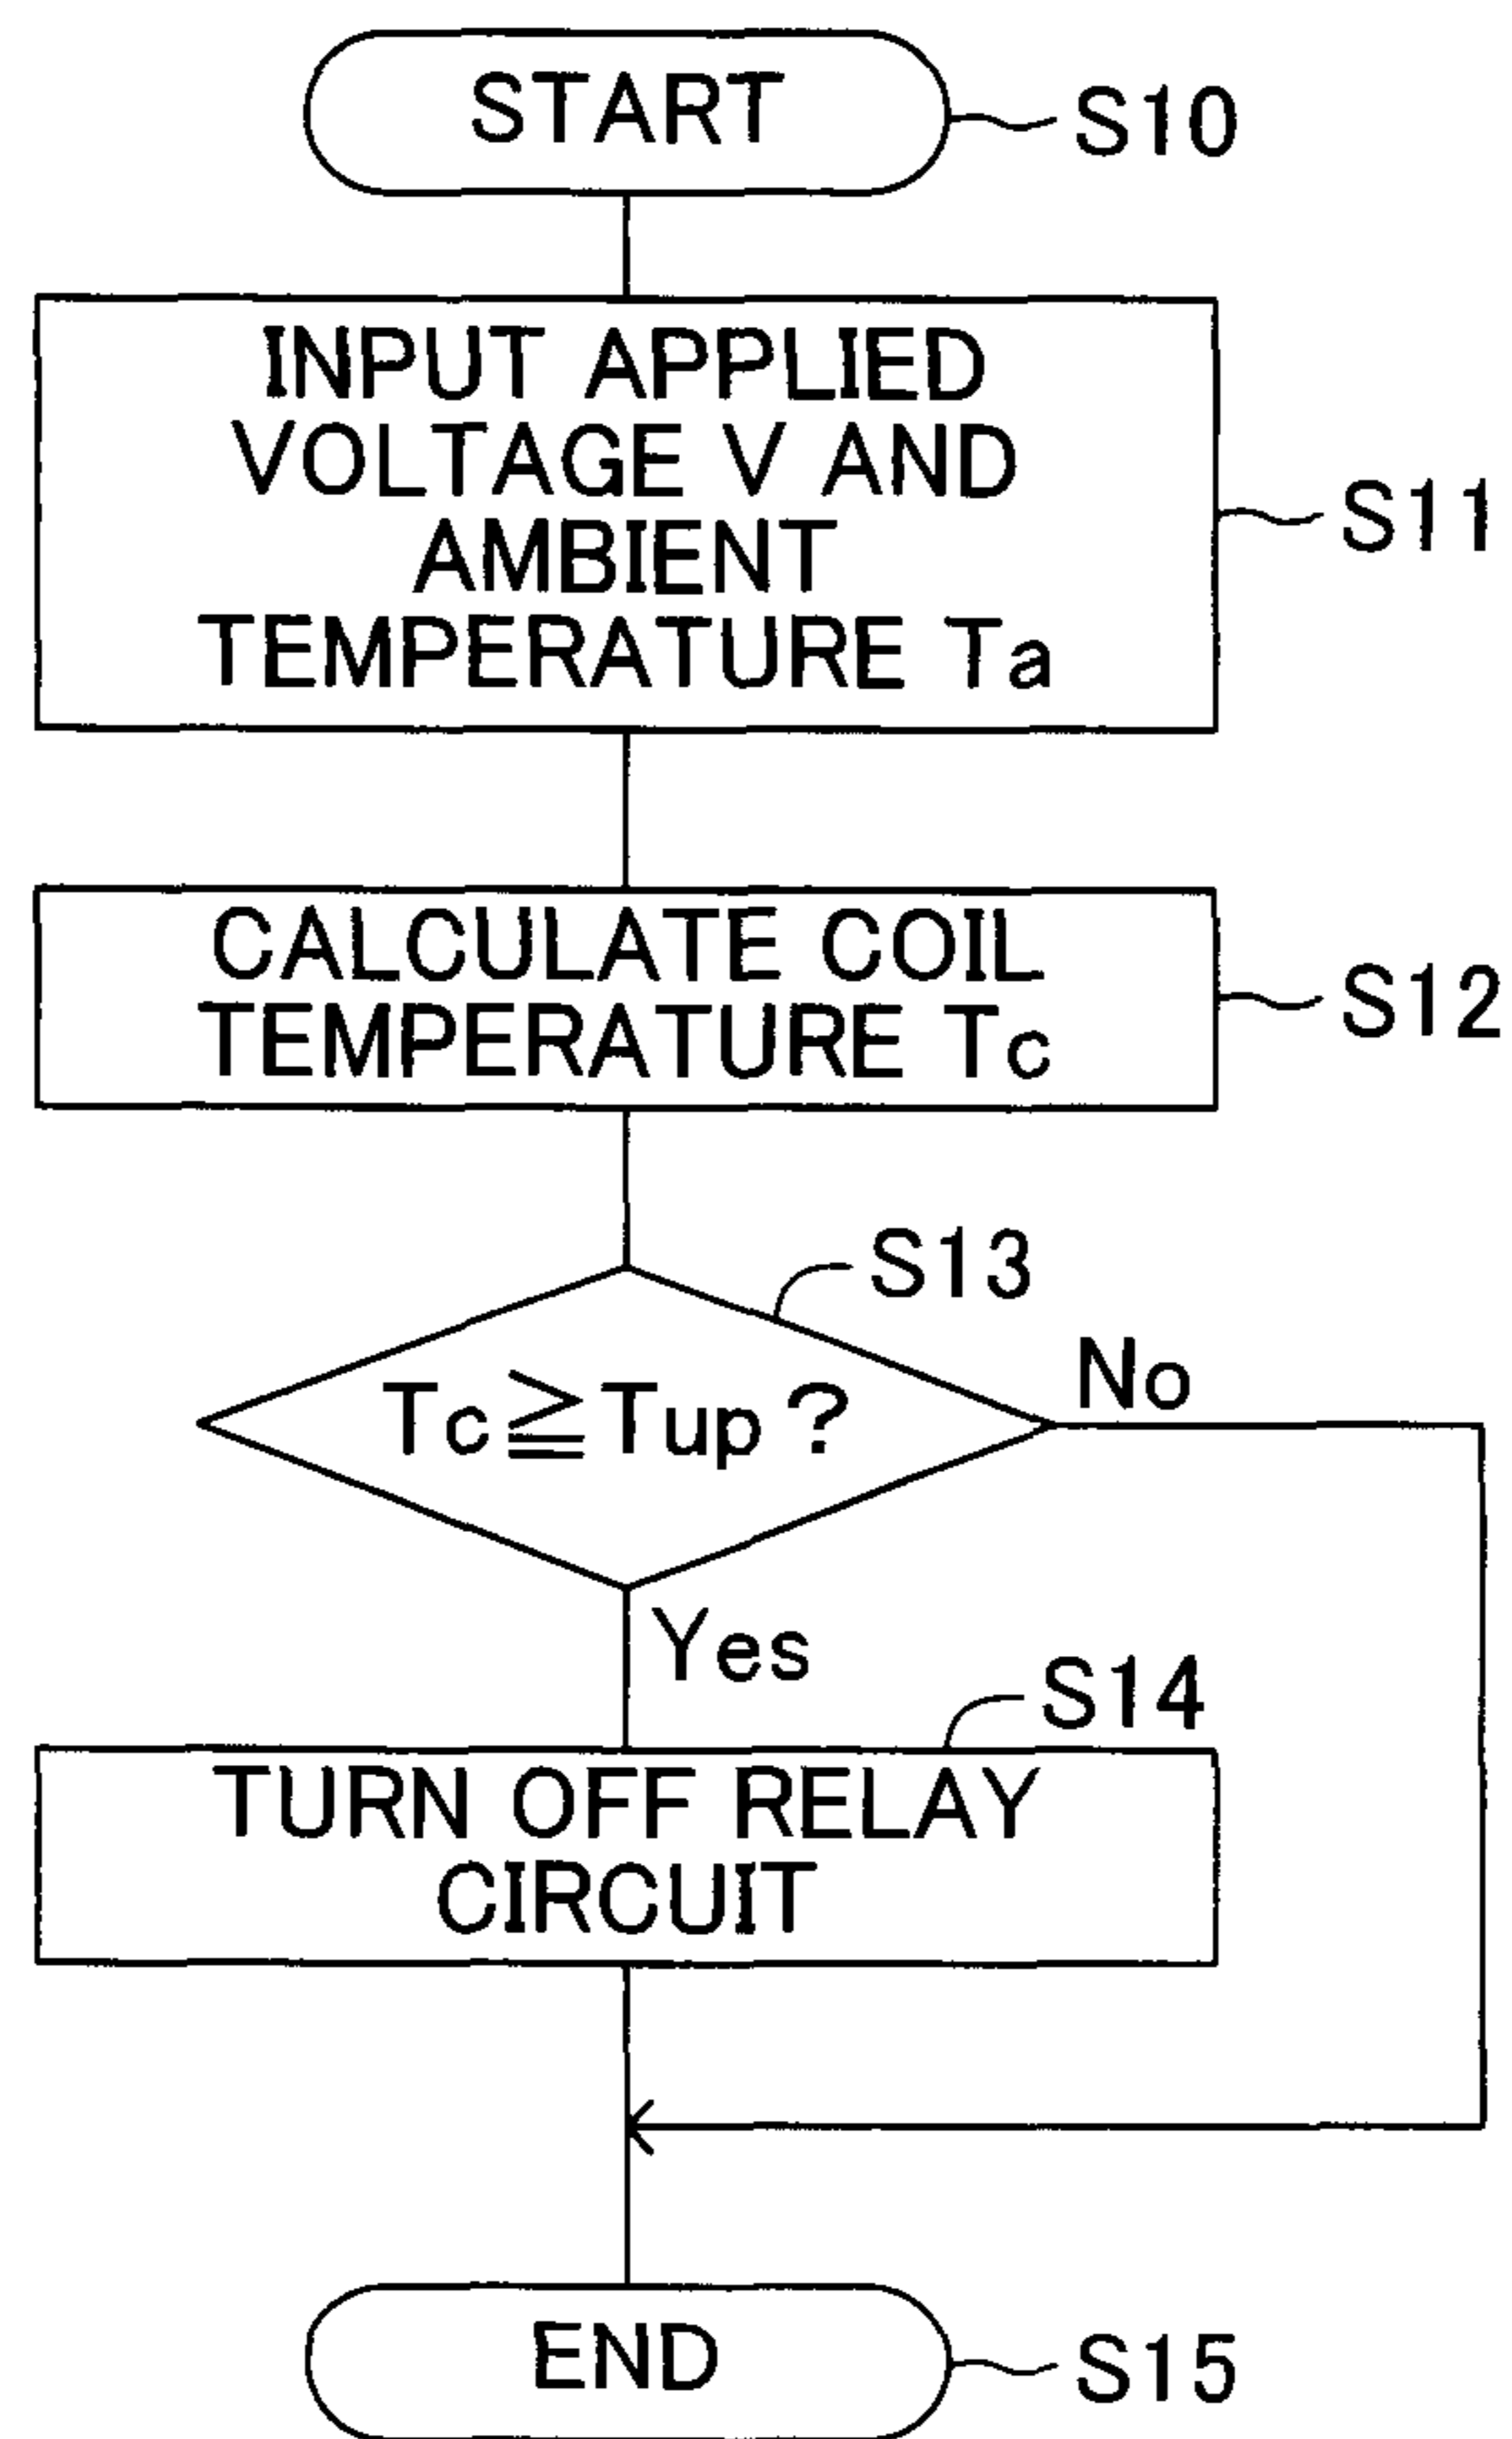 START
S10
INPUT APPLIED
VOLTAGE V AND
AMBIENT
TEMPERATURE Ta
S11
CALCULATE COIL
TEMPERATURE Tc
S12
S13
Tc≧Tup?
No
Yes
S14
TURN OFF RELAY
CIRCUIT
END
S15